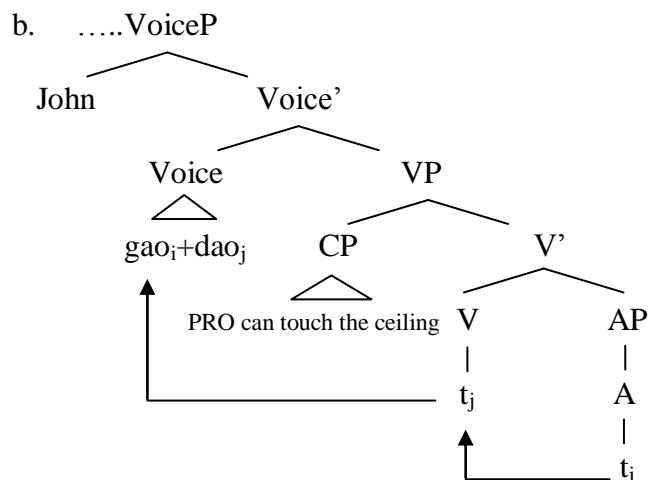 b. …..VoiceP
John Voice’
Voice VP
gaoᵢ+daoⱼ CP V’
PRO can touch the ceiling V AP
tⱼ A
tᵢ